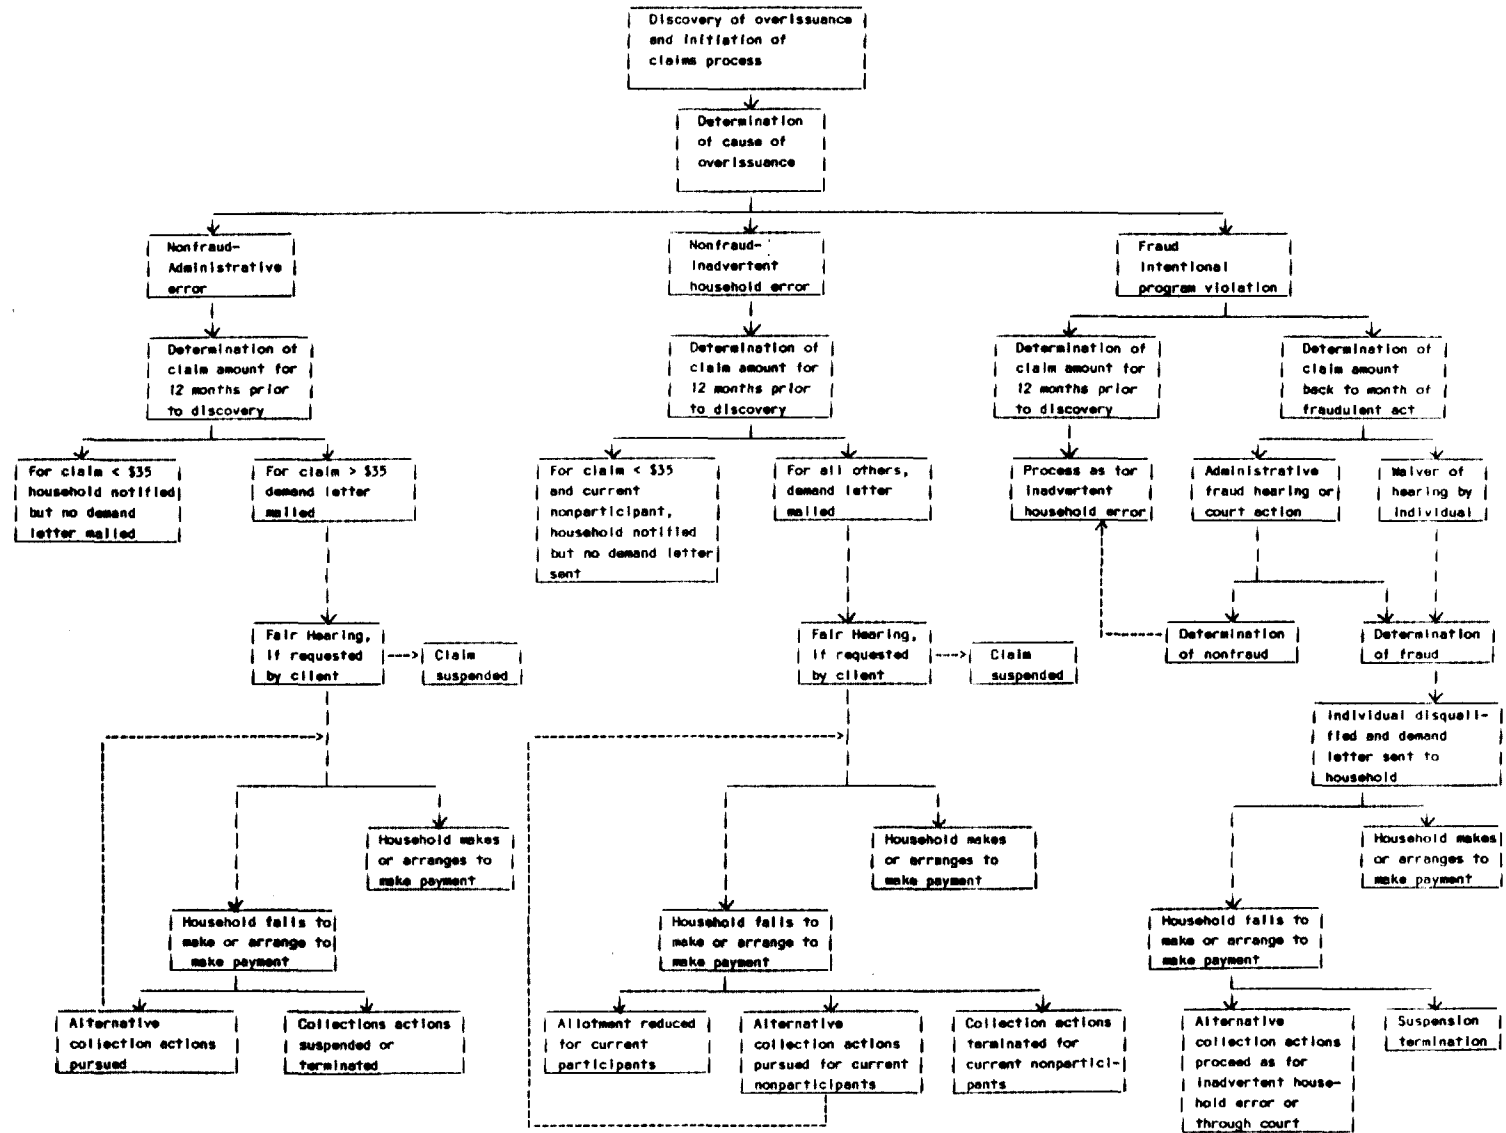 Discovery of overissuance
and initiation of
claims process
Determination
of cause of
overissuance
Nonfraud-
Administrative
error
Nonfraud-
Inadvertent
household error
Fraud
Intentional
program violation
Determination of
claim amount for
12 months prior
to discovery
Determination of
claim amount for
12 months prior
to discovery
Determination of
claim amount for
12 months prior
to discovery
Determination of
claim amount
back to month of
fraudulent act
For claim < $35
household notified
but no demand
letter mailed
For claim > $35
demand letter
mailed
For claim < $35
and current
nonparticipant,
household notified
but no demand letter
sent
For all others,
demand letter
mailed
Process as for
inadvertent
household error
Administrative
fraud hearing or
court action
Waiver of
hearing by
individual
Fair Hearing,
if requested
by client
Claim
suspended
Fair Hearing,
if requested
by client
Claim
suspended
Determination
of nonfraud
Determination
of fraud
Individual disquali-
fied and demand
letter sent to
household
Household makes
or arranges to
make payment
Household makes
or arranges to
make payment
Household makes
or arranges to
make payment
Household fails to
make or arrange to
make payment
Household fails to
make or arrange to
make payment
Household fails to
make or arrange to
make payment
Alternative
collection actions
pursued
Collections actions
suspended or
terminated
Allotment reduced
for current
participants
Alternative
collection actions
pursued for current
nonparticipants
Collection actions
terminated for
current nonpartici-
pants
Alternative
collection actions
proceed as for
inadvertent house-
hold error or
through court
Suspension
termination